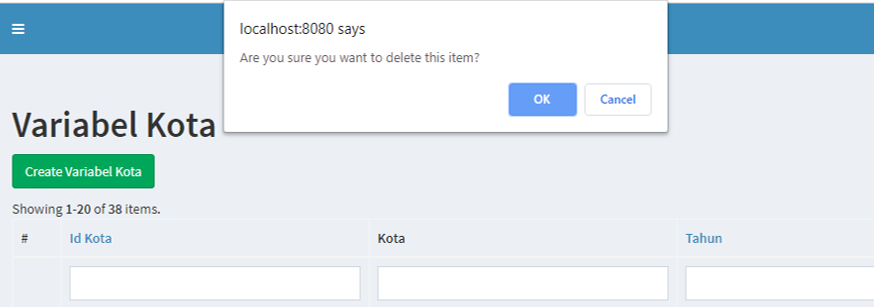 localhost:8080 says
Are you sure you want to delete this item?
OK Cancel
Variabel Kota
Create Variabel Kota
Showing 1-20 of 38 items.
# Id Kota Kota Tahun